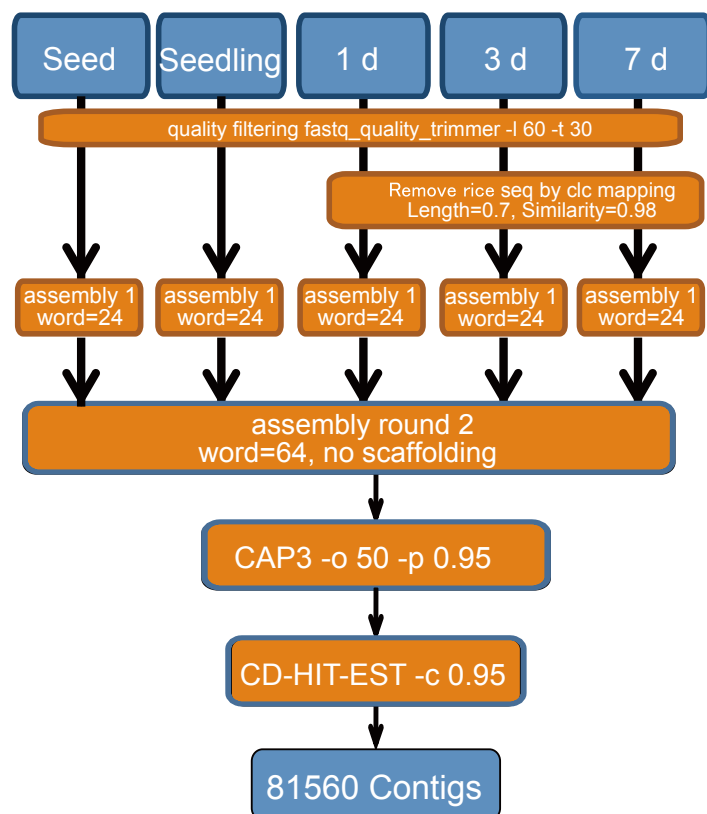 Seed
Seedling
1 d
3 d
7 d
quality filtering fastq_quality_trimmer -l 60 -t 30
Remove rice seq by clc mapping
Length=0.7, Similarity=0.98
assembly 1
word=24
assembly 1
word=24
assembly 1
word=24
assembly 1
word=24
assembly 1
word=24
assembly round 2
word=64, no scaffolding
CAP3 -o 50 -p 0.95
CD-HIT-EST -c 0.95
81560 Contigs